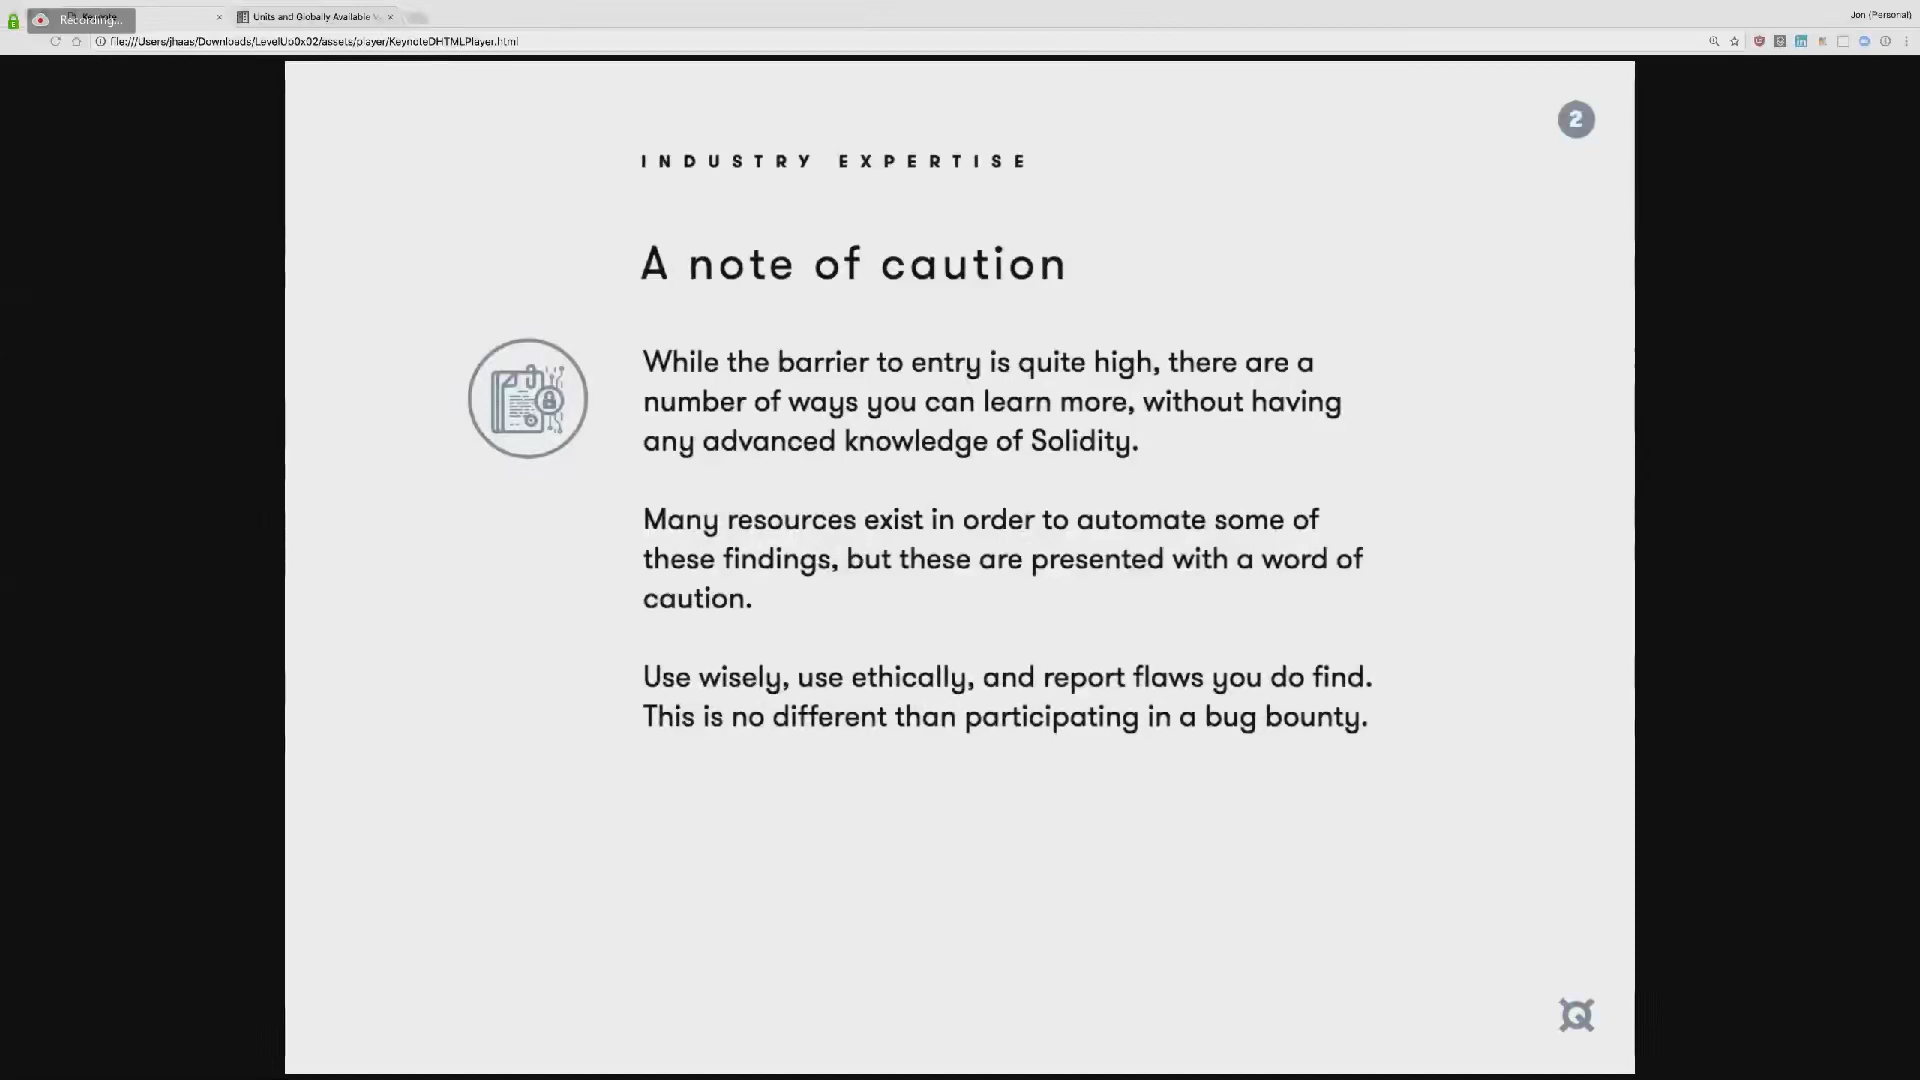 Recording...
Units and Globally Available
Jon (Personal)
file:///Users/jhaas/Downloads/LevelUp0x02/assets/player/KeynoteDHTMLPlayer.html
2
INDUSTRY EXPERTISE
A note of caution
While the barrier to entry is quite high, there are a
number of ways you can learn more, without having
any advanced knowledge of Solidity.
Many resources exist in order to automate some of
these findings, but these are presented with a word of
caution.
Use wisely, use ethically, and report flaws you do find.
This is no different than participating in a bug bounty.